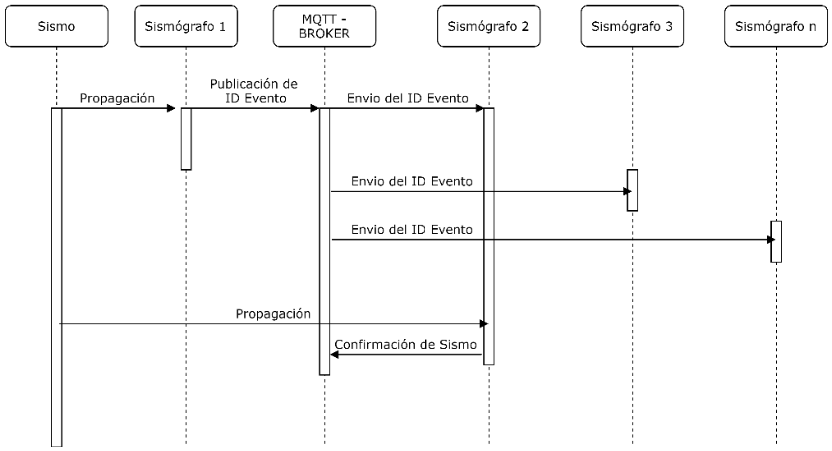 Sismo
Sismógrafo 1
MQTT -
BROKER
Sismógrafo 2
Sismógrafo 3
Sismógrafo n
Propagación
Publicación de
ID Evento
Envio del ID Evento
Envio del ID Evento
Envio del ID Evento
Propagación
Confirmación de Sismo